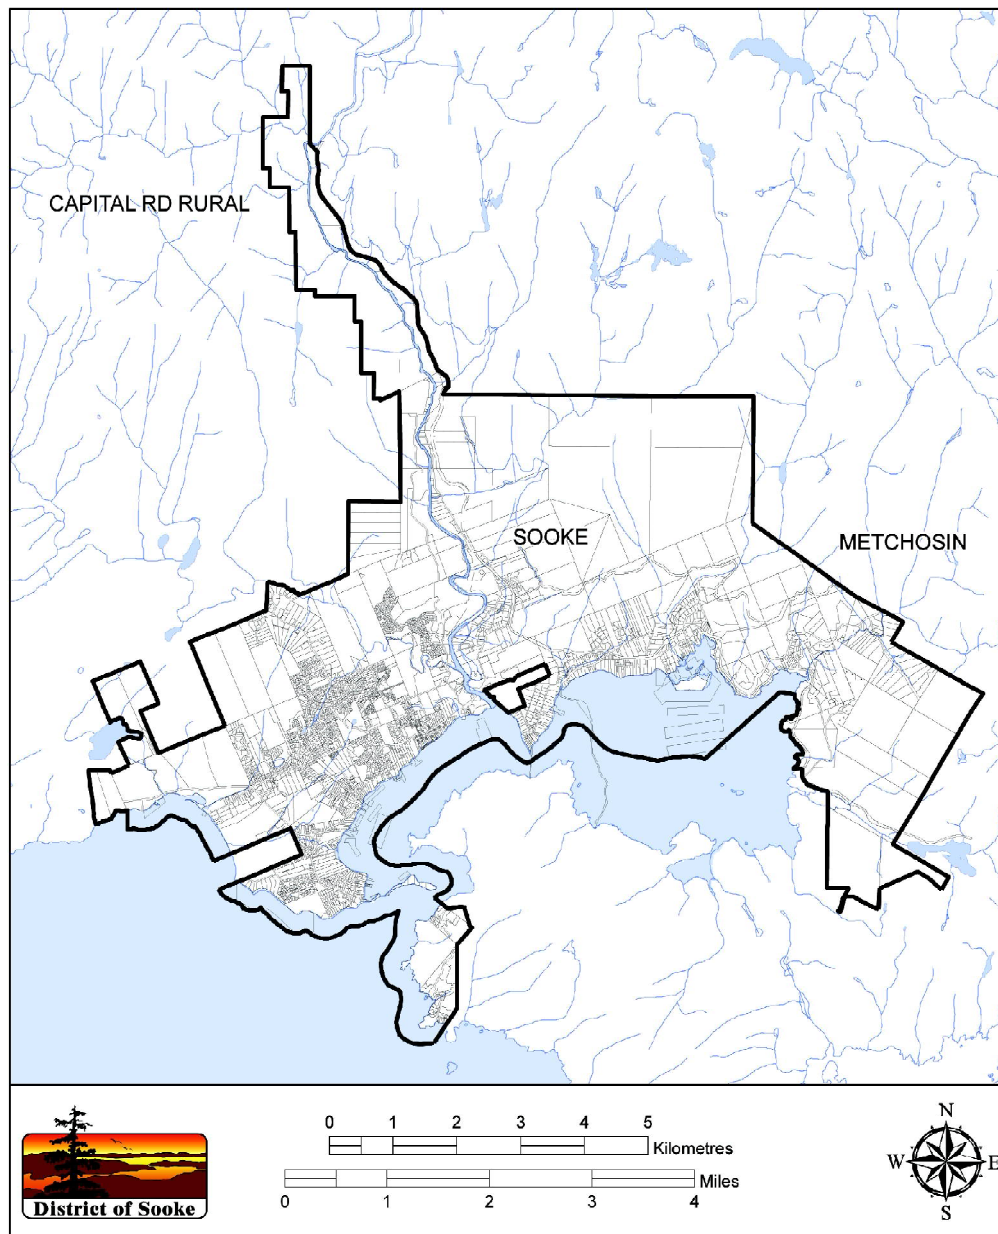 CAPITAL RD RURAL
SOOKE
METCHOSIN
0 1 2 3 4 5
Kilometres
Miles
0 1 2 3 4
District of Sooke
N
W E
S